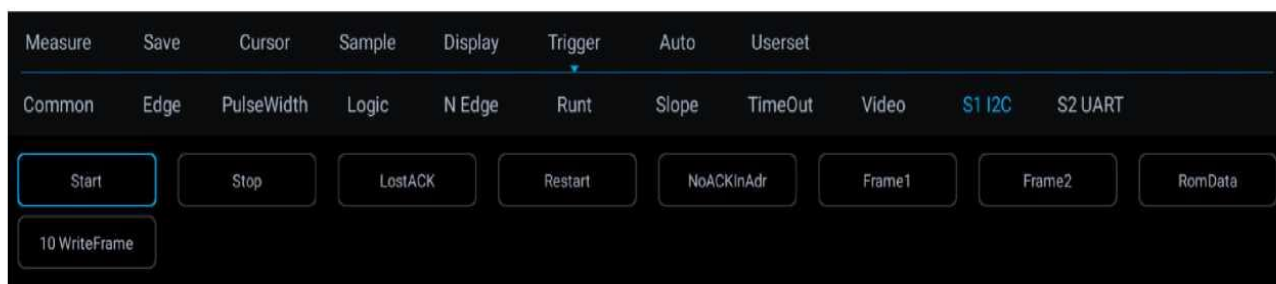 Measure Save Cursor Sample Display Trigger Auto Userset
Common Edge PulseWidth Logic N Edge Runt Slope TimeOut Video S1 I2C S2 UART
Start Stop LostACK Restart NoACKInAdr Frame1 Frame2 RomData
10 WriteFrame